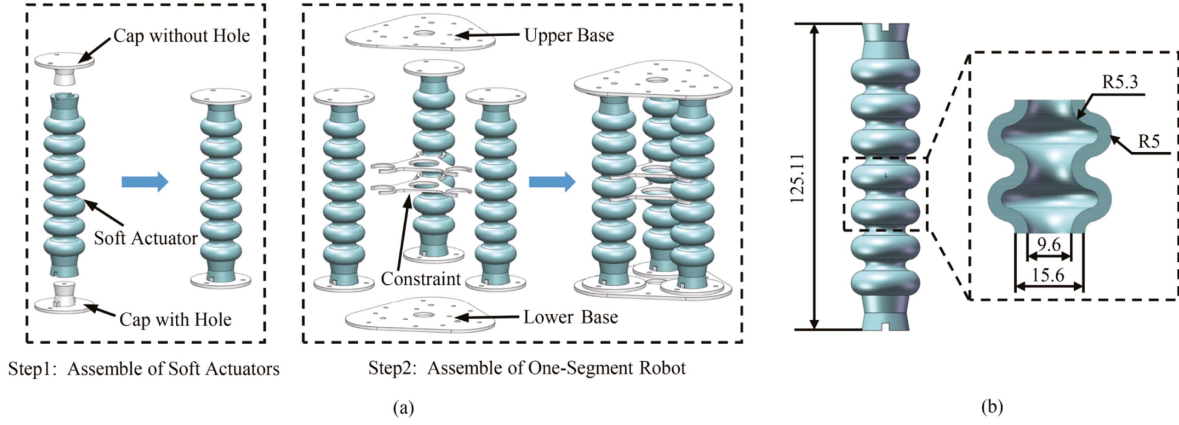 Cap without Hole
Soft Actuator
Cap with Hole
Step1: Assemble of Soft Actuators
Upper Base
Constraint
Lower Base
Step2: Assemble of One-Segment Robot
(a)
125.11
R5.3
R5
9.6
15.6
(b)